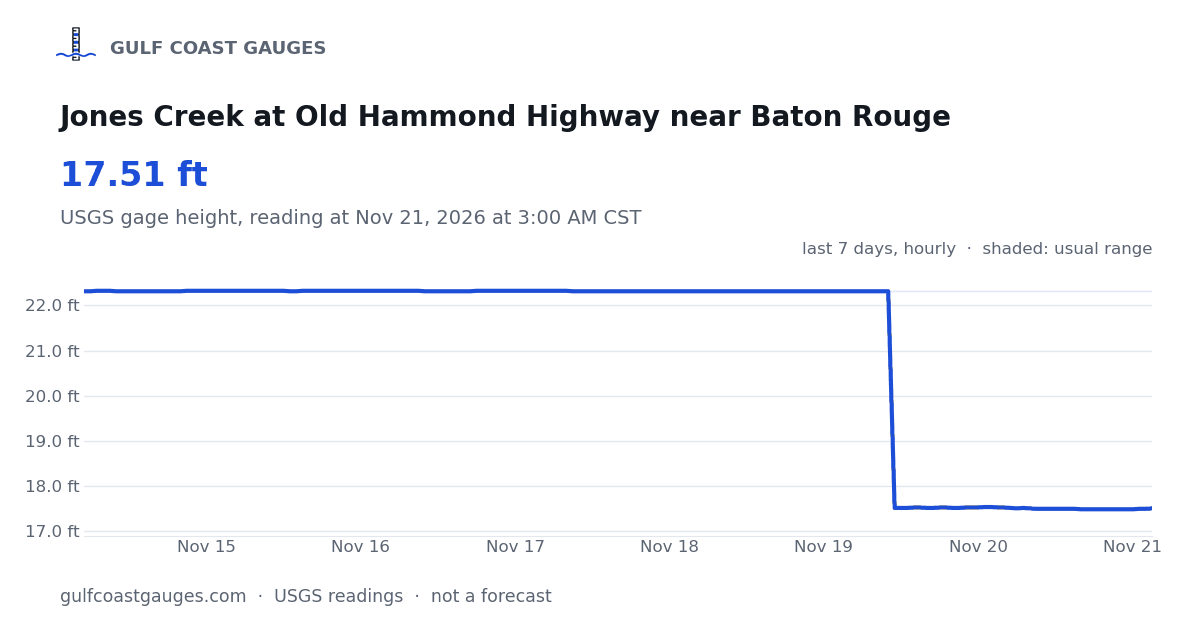 GULF COAST GAUGES
Jones Creek at Old Hammond Highway near Baton Rouge
17.51 ft
USGS gage height, reading at Nov 21, 2026 at 3:00 AM CST
last 7 days, hourly · shaded: usual range
22.0 ft
21.0 ft
20.0 ft
19.0 ft
18.0 ft
17.0 ft
Nov 15 Nov 16 Nov 17 Nov 18 Nov 19 Nov 20 Nov 21
gulfcoastgauges.com · USGS readings · not a forecast